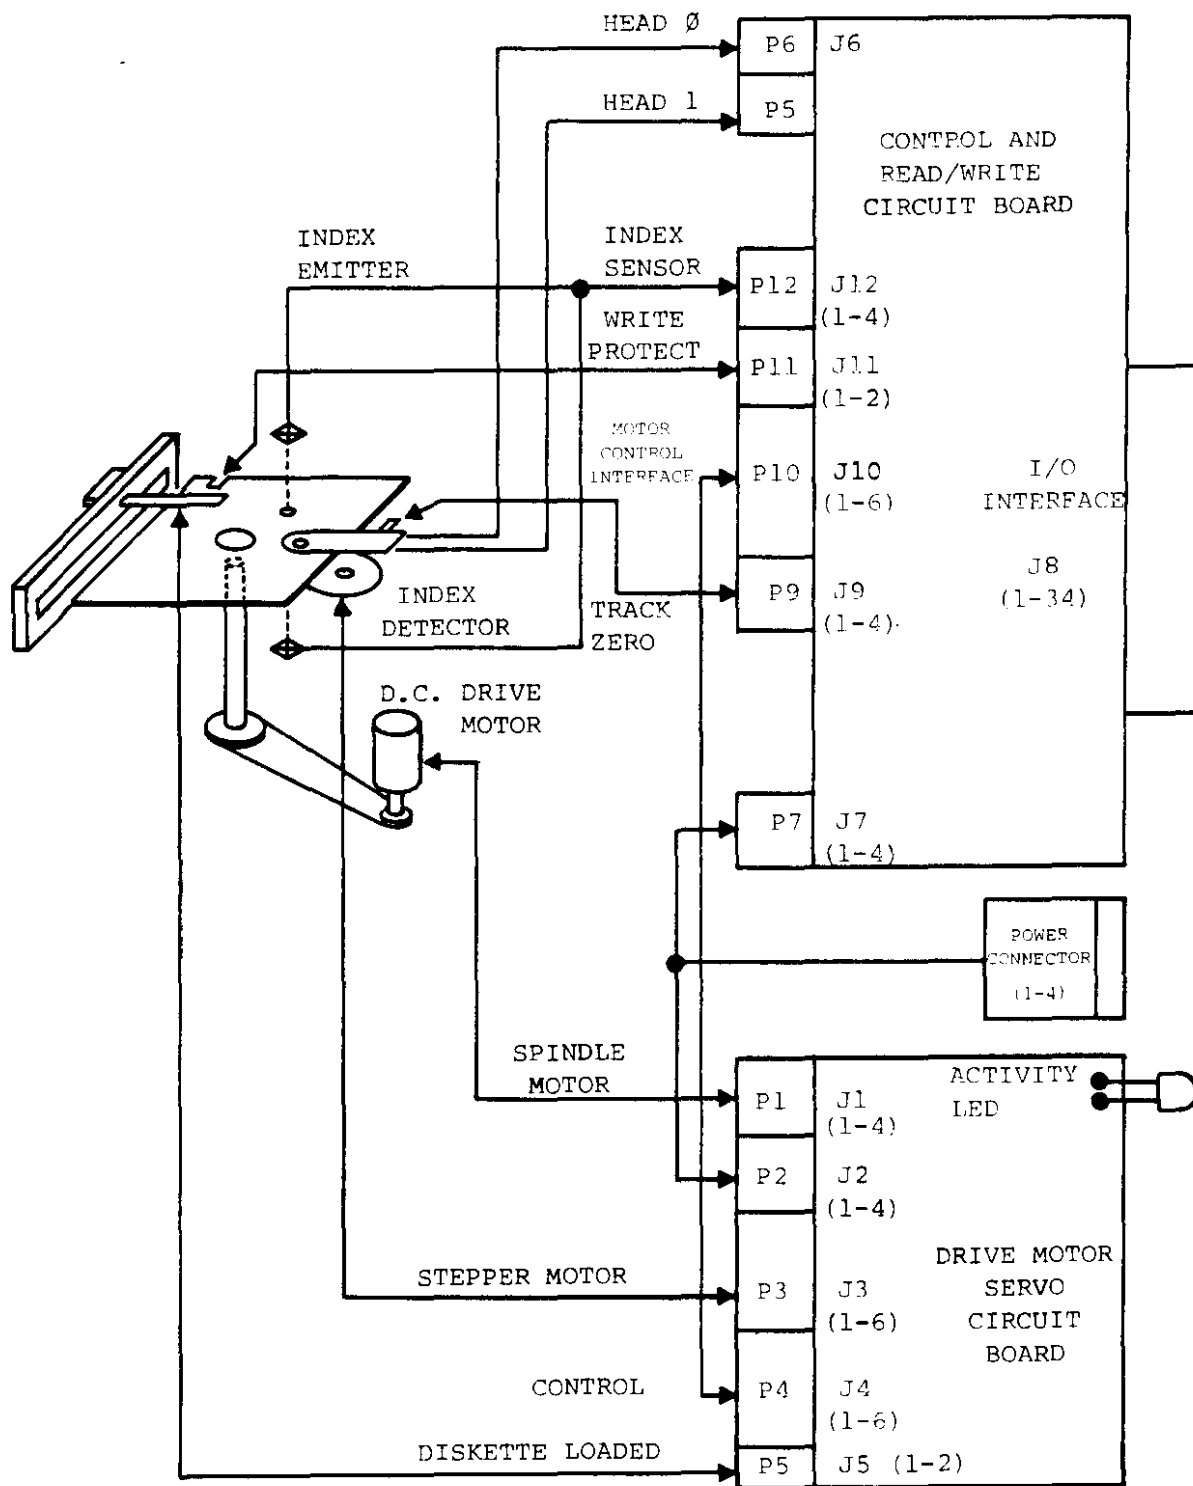 HEAD Ø
P6 J6
HEAD 1
P5
CONTROL AND
READ/WRITE
CIRCUIT BOARD
INDEX
EMITTER
INDEX
SENSOR
P12 J12
(1-4)
WRITE
PROTECT
P11 J11
(1-2)
MOTOR
CONTROL
INTERFACE
P10 J10
(1-6)
I/O
INTERFACE
J8
(1-34)
INDEX
DETECTOR
TRACK
ZERO
P9 J9
(1-4)
D.C. DRIVE
MOTOR
P7 J7
(1-4)
POWER
CONNECTOR
(1-4)
SPINDLE
MOTOR
P1 J1
(1-4)
ACTIVITY
LED
P2 J2
(1-4)
STEPPER MOTOR
P3 J3
(1-6)
DRIVE MOTOR
SERVO
CIRCUIT
BOARD
CONTROL
P4 J4
(1-6)
DISKETTE LOADED
P5 J5 (1-2)